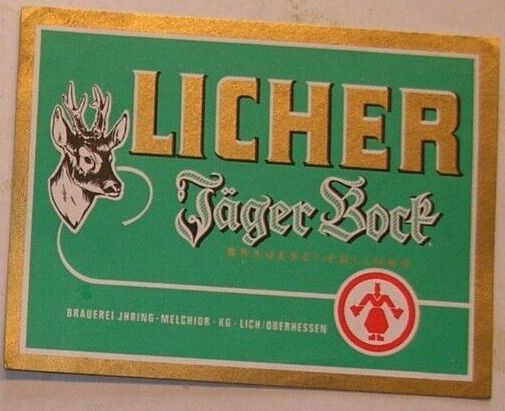 LICHER
Jäger Bock
BRAUEREI JHRING - MELCHIOR · KG · LICH / OBERHESSEN